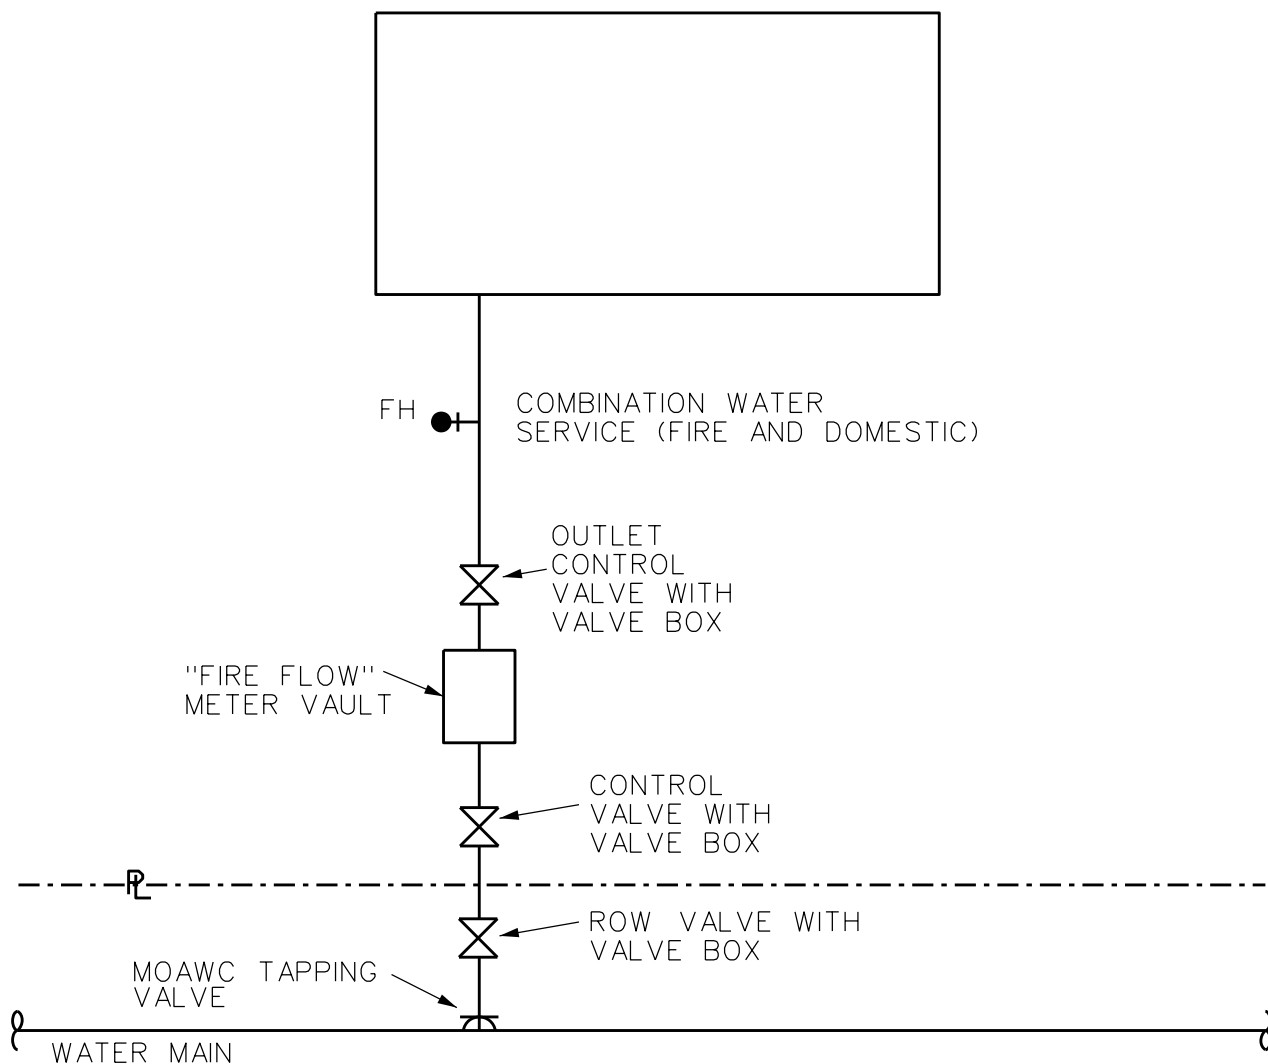 FH
COMBINATION WATER
SERVICE (FIRE AND DOMESTIC)
OUTLET
CONTROL
VALVE WITH
VALVE BOX
"FIRE FLOW"
METER VAULT
CONTROL
VALVE WITH
VALVE BOX
PL
ROW VALVE WITH
VALVE BOX
MOAWC TAPPING
VALVE
WATER MAIN